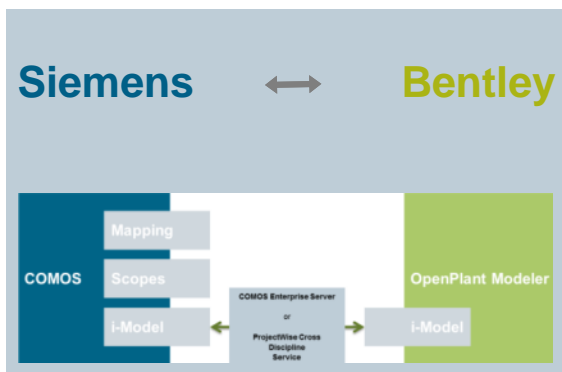 Siemens Bentley
Mapping
COMOS Scopes OpenPlant Modeler
COMOS Enterprise Server
or
i-Model i-Model
ProjectWise Cross
Discipline
Service